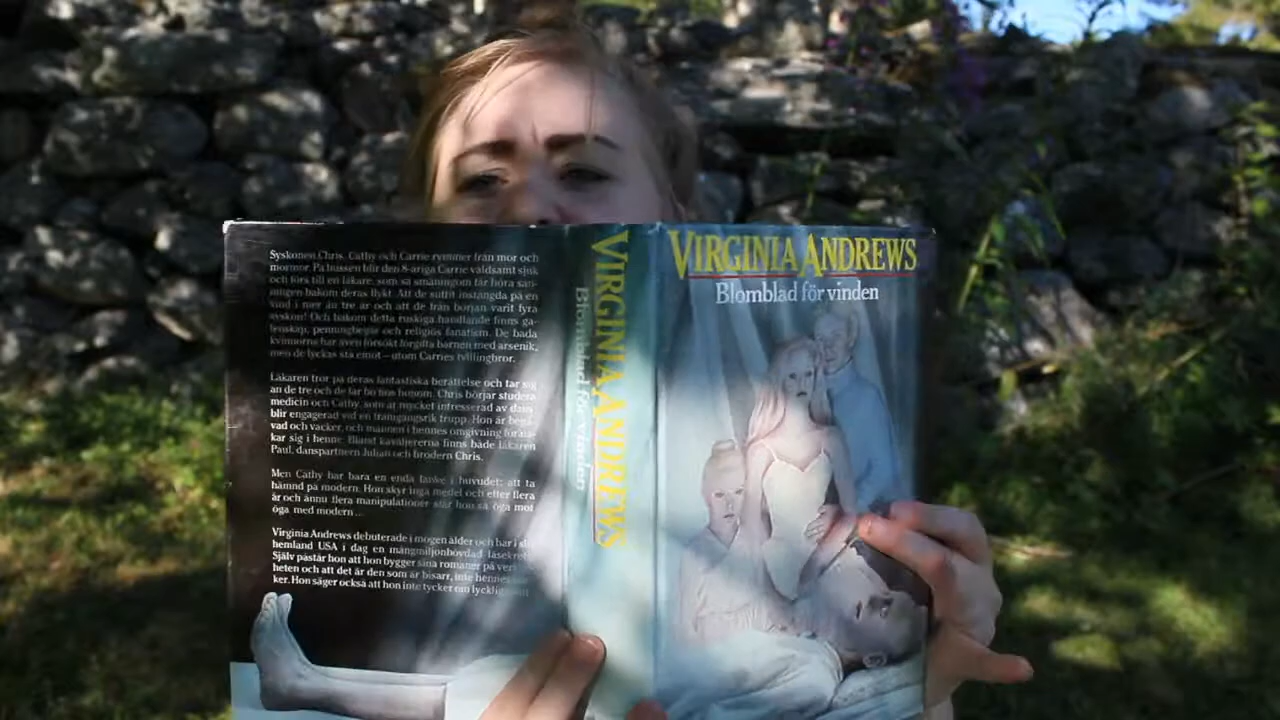 Syskonen Chris, Cathy och Carrie rymmer från mor och
mormor. På bussen blir den 8-åriga Carrie våldsamt sjuk
och förs till en läkare, som så småningom får höra san-
ningen bakom deras flykt. Att de suttit instängda på en
vind i mer än tre år och att de från början varit fyra
syskon! Och bakom detta ruskiga handlande finns ga-
lenskap, penningbegär och religiös fanatism. De båda
kvinnorna har även försökt förgifta barnen med arsenik,
men de lyckas stå emot – utom Carries tvillingbror.
Läkaren tror på deras fantastiska berättelse och tar sig
an de tre och de får bo hos honom. Chris börjar studera
medicin och Cathy, som är mycket intresserad av dans,
blir engagerad vid en framgångsrik trupp. Hon är begå-
vad och vacker, och männen i hennes omgivning föräls-
kar sig i henne. Bland kavaljererna finns både läkaren
Paul, danspartnern Julian och brodern Chris.
Men Cathy har bara en enda tanke i huvudet: att ta
hämnd på modern. Hon skyr inga medel och efter flera
år och ännu flera manipulationer står hon så öga mot
öga med modern ...
Virginia Andrews debuterade i mogen ålder och har i sitt
hemland USA i dag en mångmiljonhövdad läsekrets.
Själv påstår hon att hon bygger sina romaner på verk-
heten och att det är den som är bisarr, inte hennes
ker. Hon säger också att hon inte tycker om lyckliga
VIRGINIA ANDREWS
Blomblad för vinden
VIRGINIA ANDREWS
Blomblad för vinden